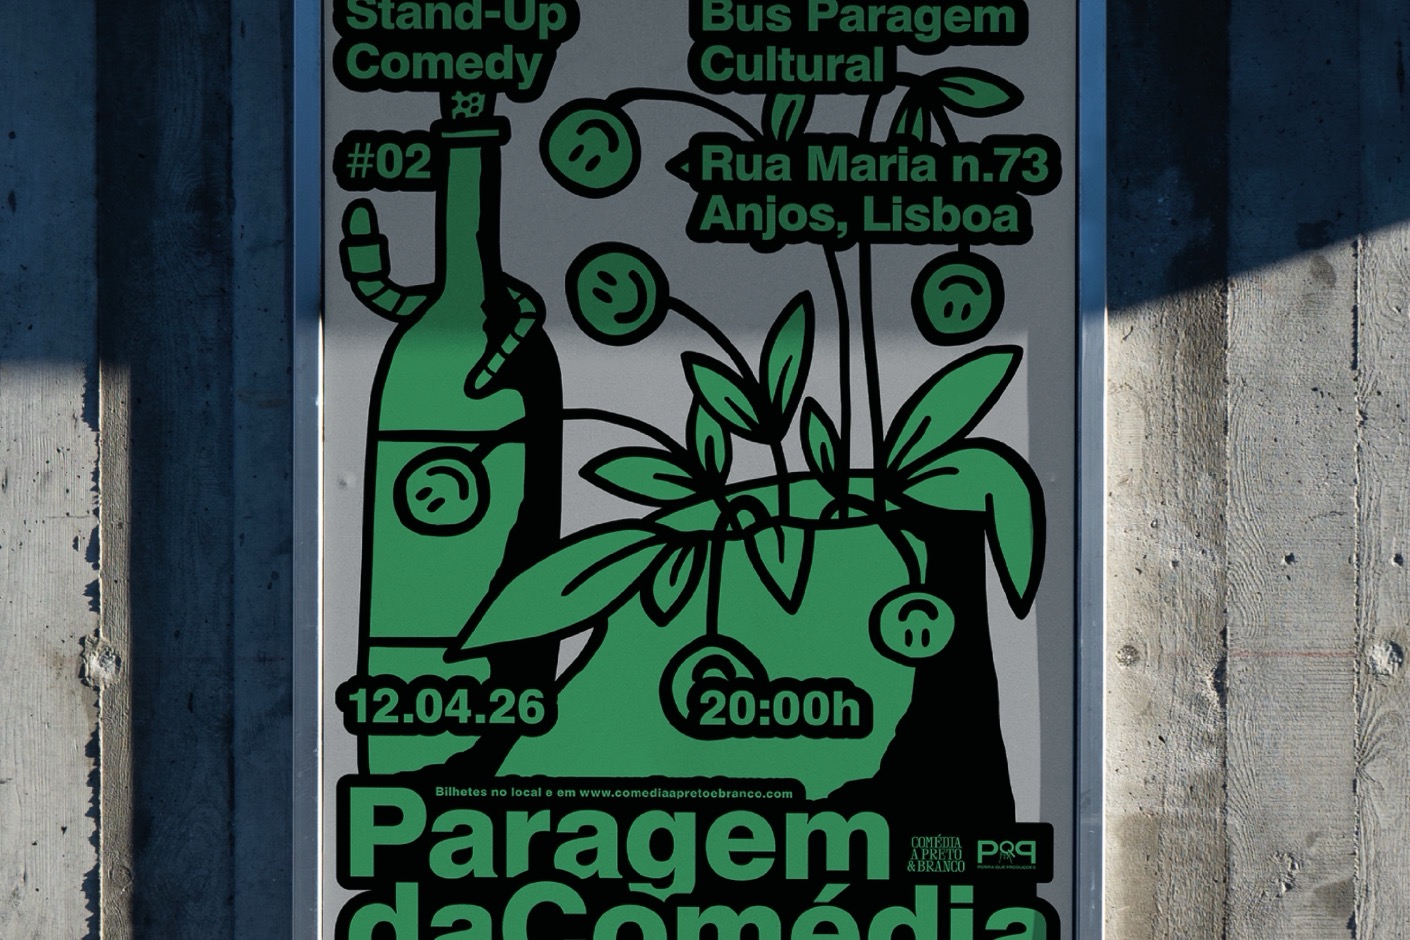 Stand-Up
Comedy
Bus Paragem
Cultural
#02
Rua Maria n.73
Anjos, Lisboa
12.04.26
20:00h
Bilhetes no local e em www.comediaapretoebranco.com
Paragem
daComédia
COMÉDIA
A PRETO
&BRANCO